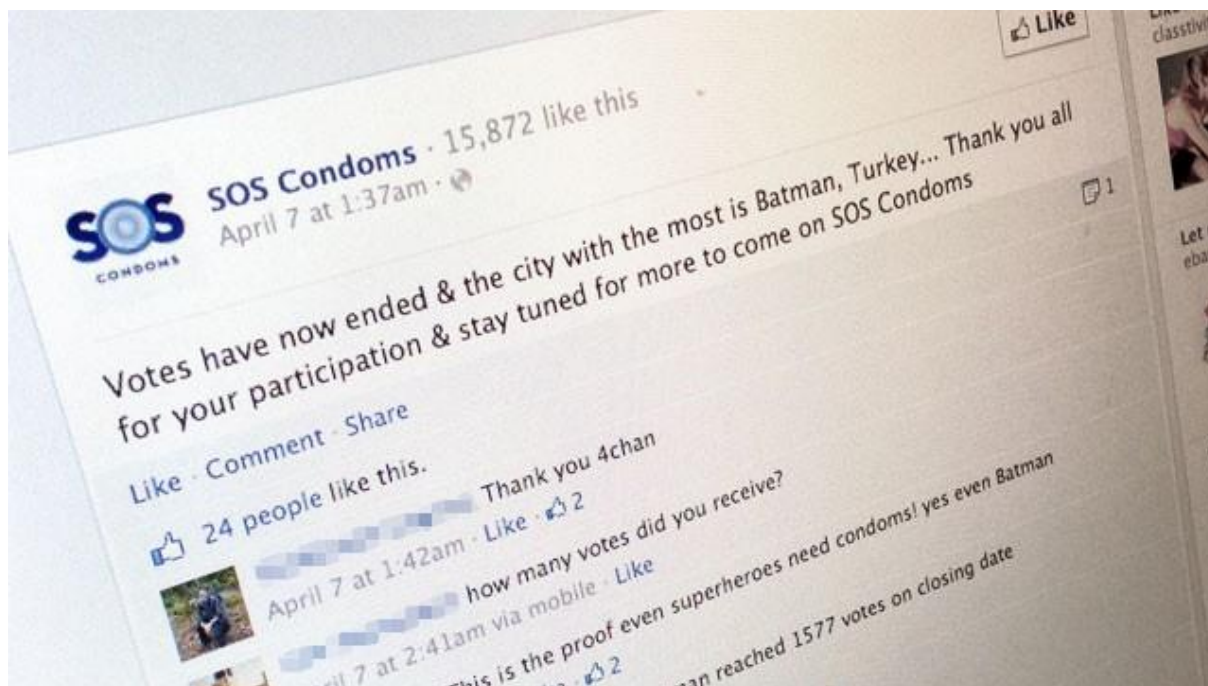 Like
SOS
CONDOMS
SOS Condoms · 15,872 like this
April 7 at 1:37am ·
Votes have now ended & the city with the most is Batman, Turkey... Thank you all
for your participation & stay tuned for more to come on SOS Condoms
1
Like · Comment · Share
24 people like this.
Thank you 4chan
April 7 at 1:42am · Like · 2
how many votes did you receive?
7 at 2:41am via mobile · Like
This is the proof even superheroes need condoms! yes even Batman
2
reached 1577 votes on closing date
Let